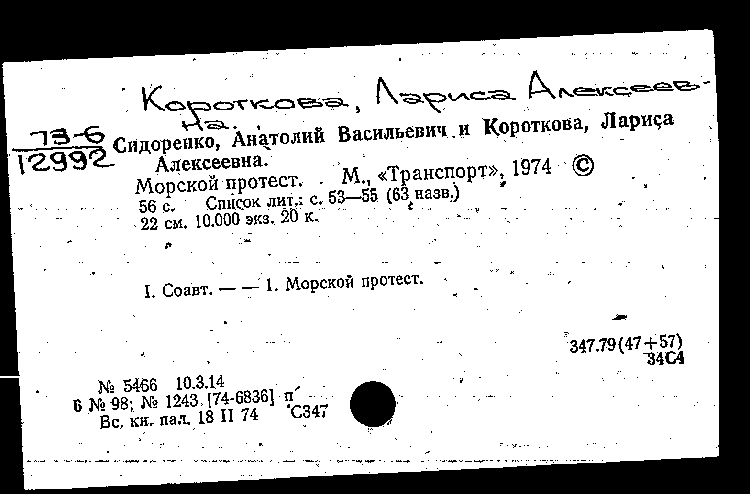 Короткова, Лариса Алексеев-
на.
73-6
12992
Сидоренко, Анатолий Васильевич и Короткова, Лариса
Алексеевна.
Морской протест. М., «Транспорт», 1974 ©
56 с. Список лит.: с. 53—55 (63 назв.)
22 см. 10.000 экз. 20 к.
I. Соавт. — — 1. Морской протест.
347.79(47+57)
34С4
№ 5466 10.3.14
6 № 98; № 1243 [74-6836] п
Вс. кн. пал. 18 II 74 С347